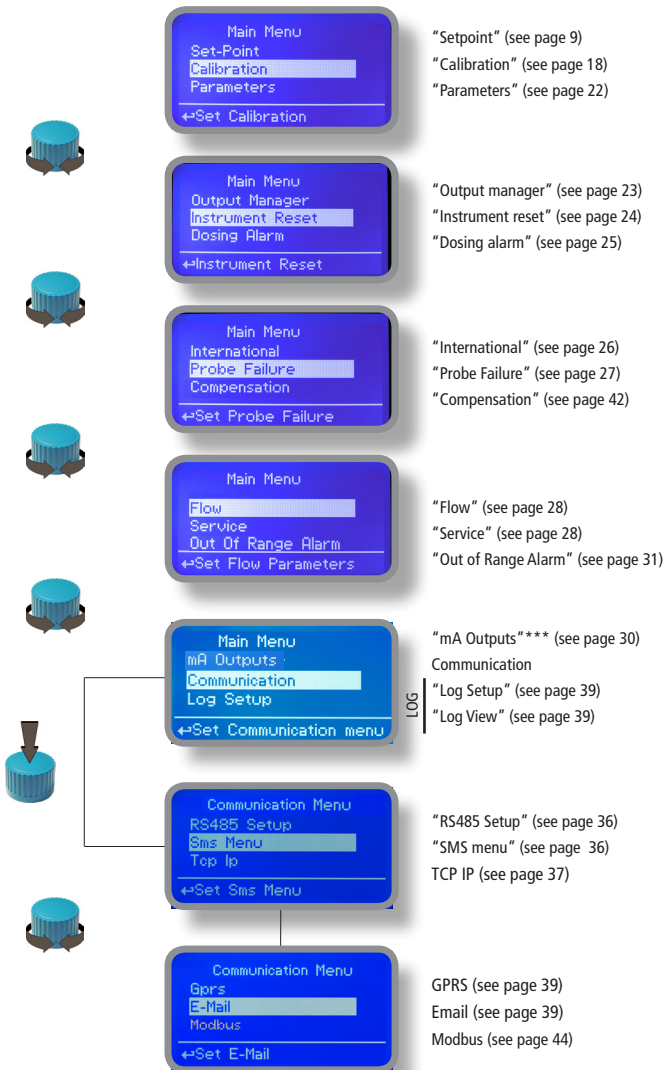 Main Menu
Set-Point
Calibration
Parameters
↵Set Calibration
"Setpoint" (see page 9)
"Calibration" (see page 18)
"Parameters" (see page 22)
Main Menu
Output Manager
Instrument Reset
Dosing Alarm
↵Instrument Reset
"Output manager" (see page 23)
"Instrument reset" (see page 24)
"Dosing alarm" (see page 25)
Main Menu
International
Probe Failure
Compensation
↵Set Probe Failure
"International" (see page 26)
"Probe Failure" (see page 27)
"Compensation" (see page 42)
Main Menu
Flow
Service
Out Of Range Alarm
↵Set Flow Parameters
"Flow" (see page 28)
"Service" (see page 28)
"Out of Range Alarm" (see page 31)
Main Menu
mA Outputs
Communication
Log Setup
↵Set Communication menu
"mA Outputs"*** (see page 30)
Communication
LOG
"Log Setup" (see page 39)
"Log View" (see page 39)
Communication Menu
RS485 Setup
Sms Menu
Tcp Ip
↵Set Sms Menu
"RS485 Setup" (see page 36)
"SMS menu" (see page  36)
TCP IP (see page 37)
Communication Menu
Gprs
E-Mail
Modbus
↵Set E-Mail
GPRS (see page 39)
Email (see page 39)
Modbus (see page 44)